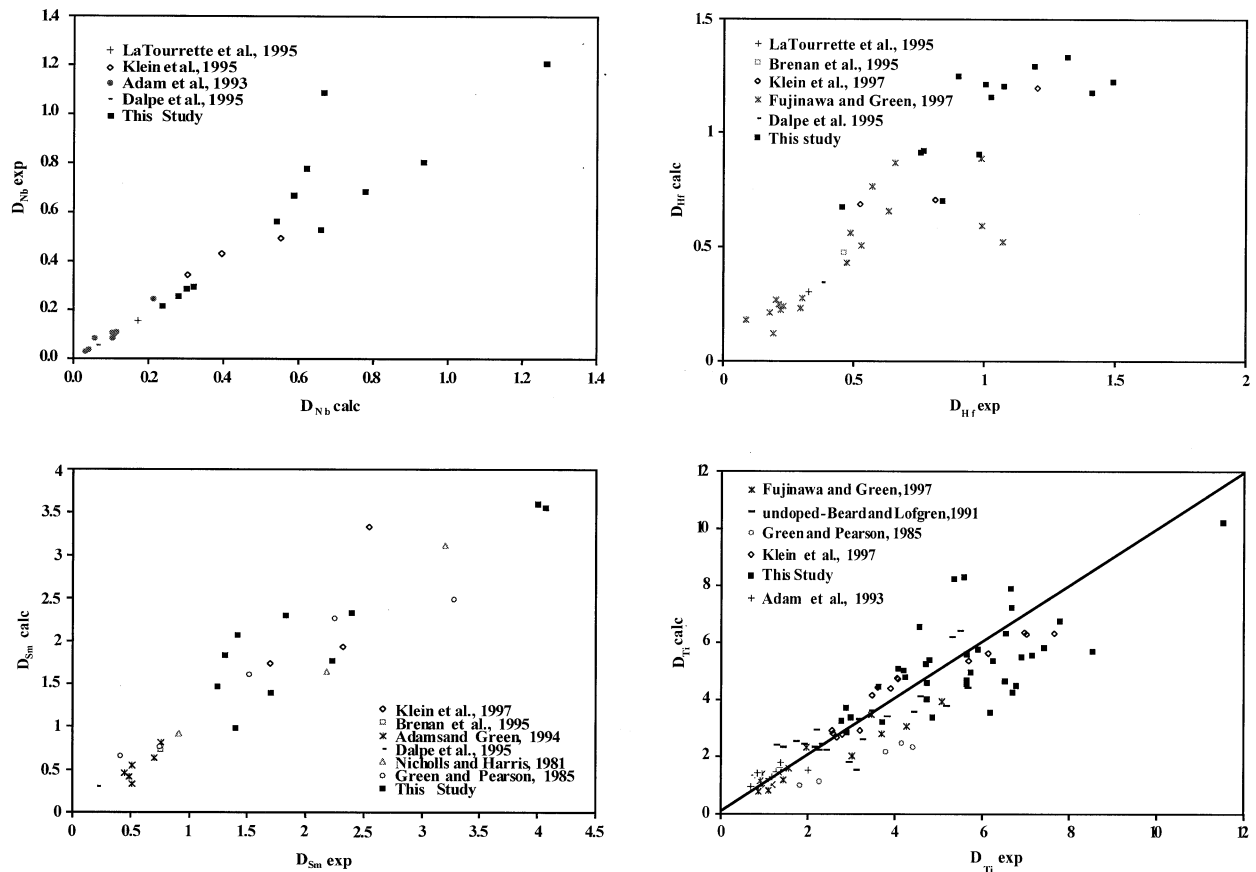 1.4
1.2
1.0
0.8
0.6
0.4
0.2
0.0
D Nb exp
+ LaTourrette et al., 1995
Klein et al., 1995
Adam et al., 1993
- Dalpe et al., 1995
This Study
0.0 0.2 0.4 0.6 0.8 1.0 1.2 1.4
D Nb calc
1.5
1
0.5
0
D Hf calc
+ LaTourrette et al., 1995
Brenan et al., 1995
Klein et al., 1997
Fujinawa and Green, 1997
- Dalpe et al. 1995
This study
0 0.5 1 1.5 2
D Hf exp
4
3.5
3
2.5
2
1.5
1
0.5
0
D Sm calc
Klein et al., 1997
Brenan et al., 1995
Adamsand Green, 1994
- Dalpe et al., 1995
Nicholls and Harris, 1981
Green and Pearson, 1985
This Study
0 0.5 1 1.5 2 2.5 3 3.5 4 4.5
D Sm exp
12
10
8
6
4
2
0
D Ti calc
Fujinawa and Green,1997
- undoped-Beard and Lofgren,1991
Green and Pearson, 1985
Klein et al., 1997
This Study
+ Adam et al., 1993
0 2 4 6 8 10 12
D Ti exp